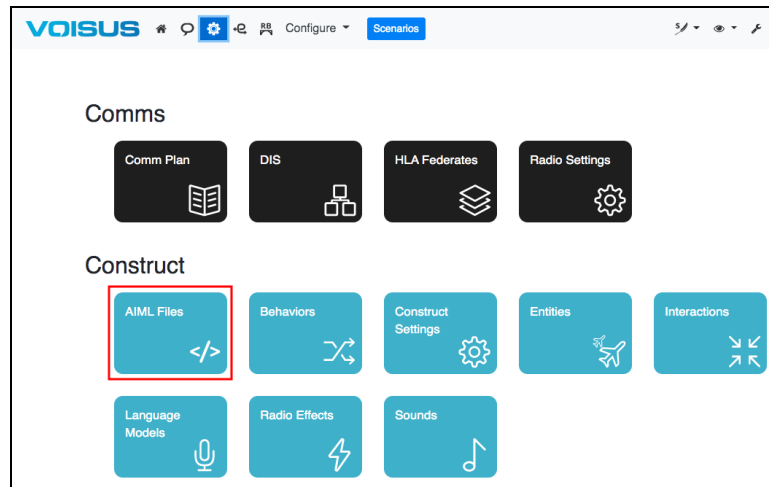 VOISUS RB Configure Scenarios S
Comms
Comm Plan DIS HLA Federates Radio Settings
Construct
AIML Files Behaviors Construct Settings Entities Interactions
</>
Language Models Radio Effects Sounds